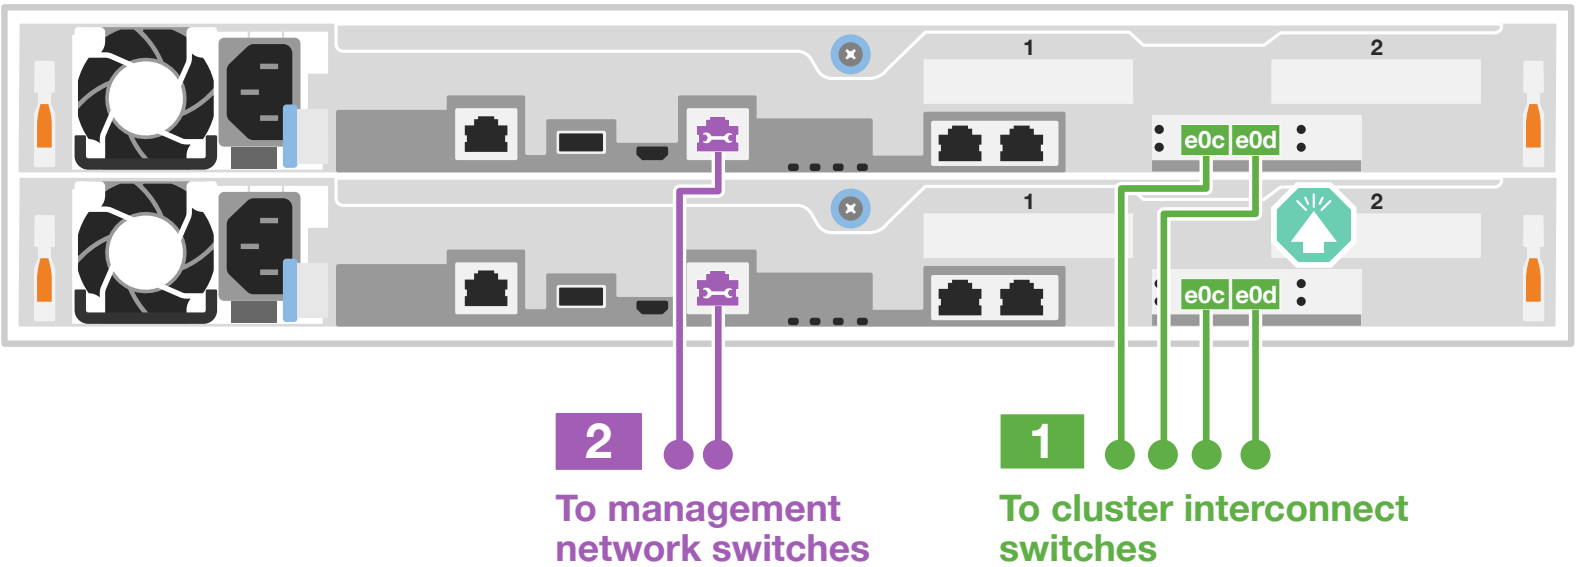 1 2
e0c e0d
1 2
e0c e0d
2
To management
network switches
1
To cluster interconnect
switches